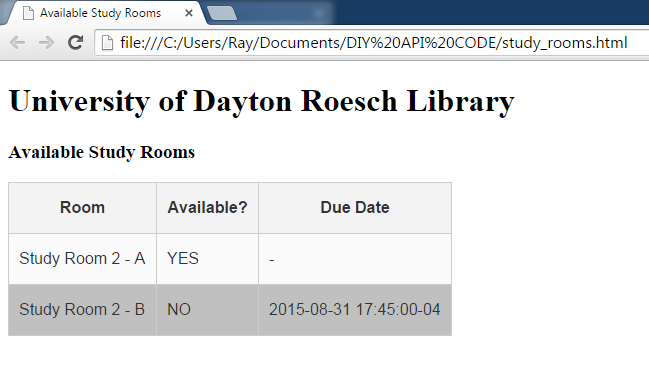 Available Study Rooms
file:///C:/Users/Ray/Documents/DIY%20API%20CODE/study_rooms.html
University of Dayton Roesch Library
Available Study Rooms
Room Available? Due Date
Study Room 2 - A YES -
Study Room 2 - B NO 2015-08-31 17:45:00-04